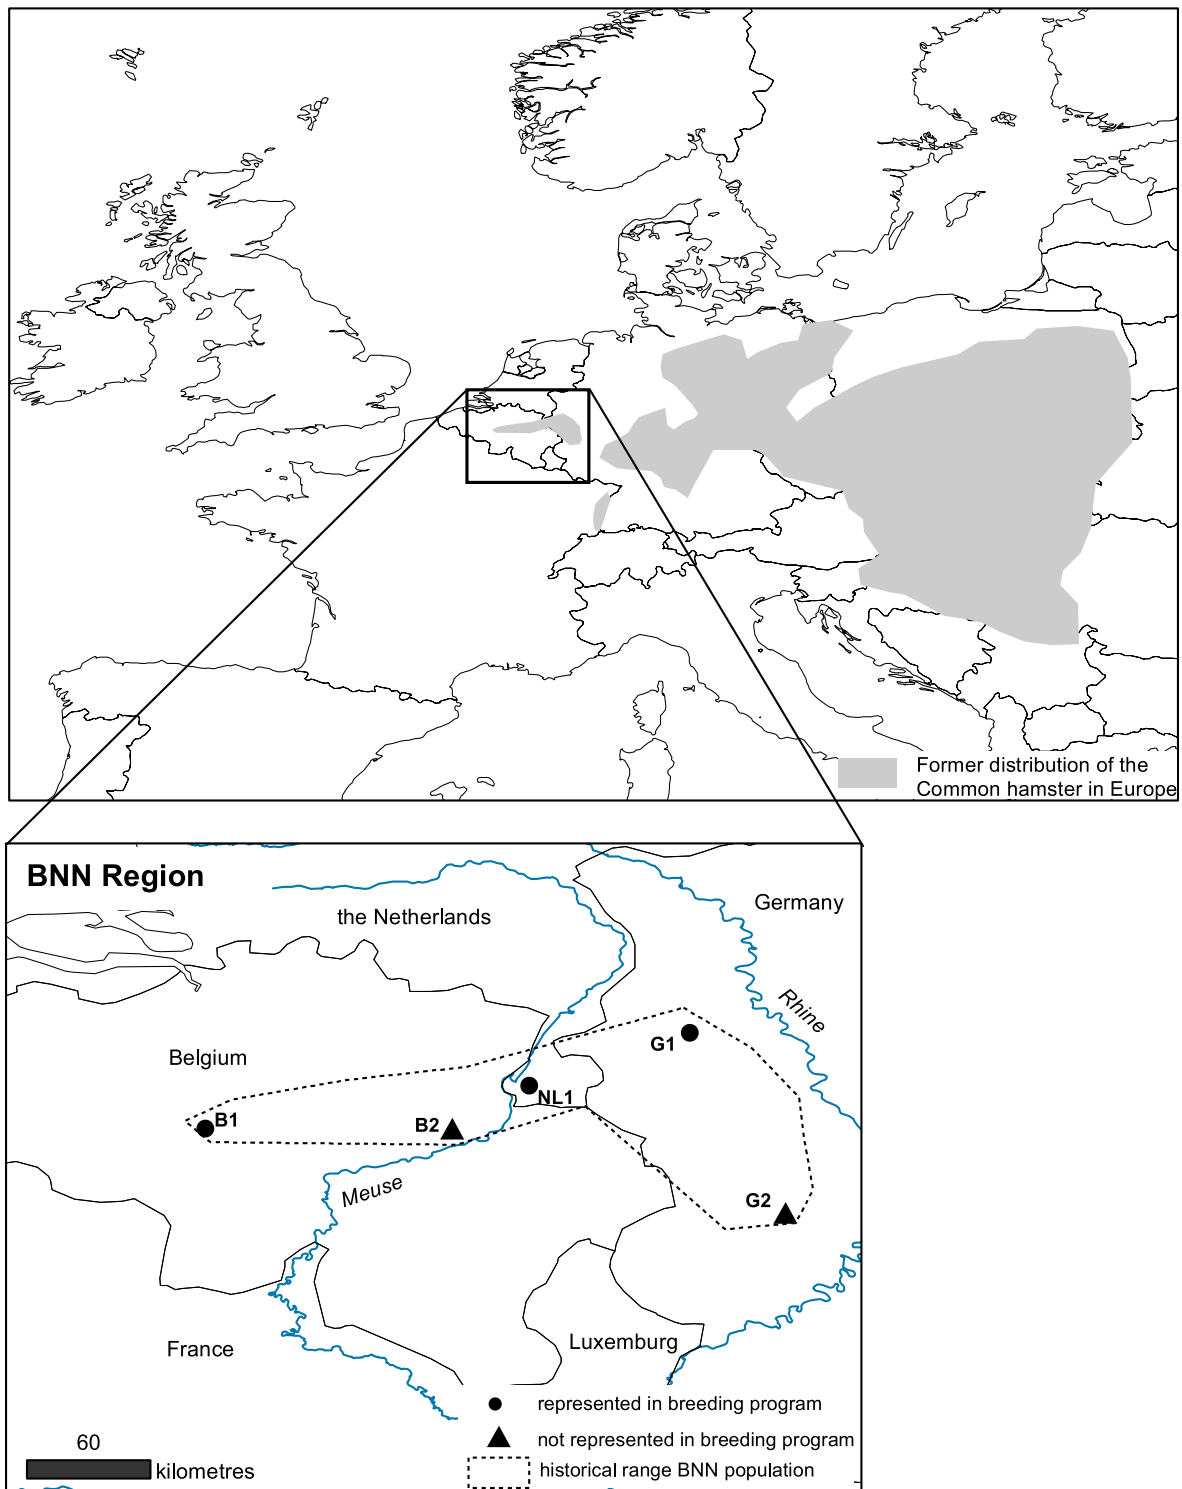 Former distribution of the
Common hamster in Europe
BNN Region
the Netherlands
Germany
Rhine
Belgium
G1
NL1
B1
B2
Meuse
G2
France
Luxemburg
represented in breeding program
not represented in breeding program
historical range BNN population
60
kilometres